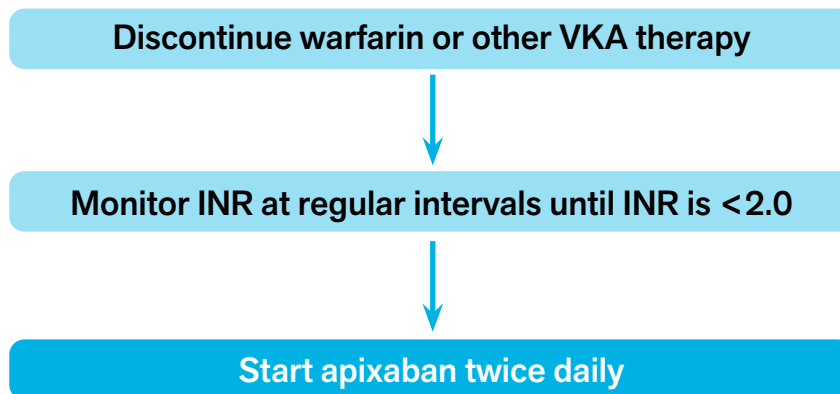 Discontinue warfarin or other VKA therapy
Monitor INR at regular intervals until INR is <2.0
Start apixaban twice daily